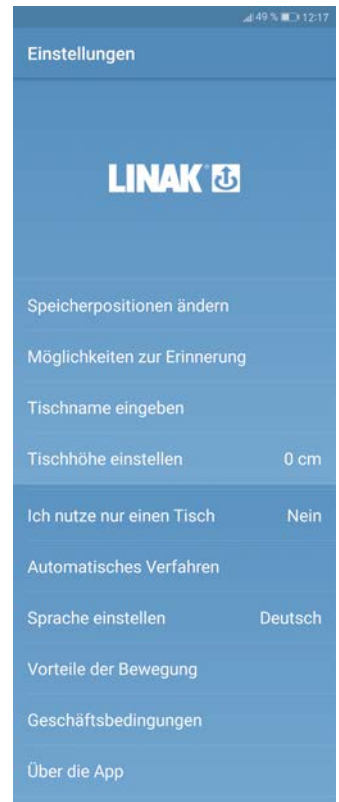 49 % 12:17
Einstellungen
LINAK
Speicherpositionen ändern
Möglichkeiten zur Erinnerung
Tischname eingeben
Tischhöhe einstellen 0 cm
Ich nutze nur einen Tisch Nein
Automatisches Verfahren
Sprache einstellen Deutsch
Vorteile der Bewegung
Geschäftsbedingungen
Über die App